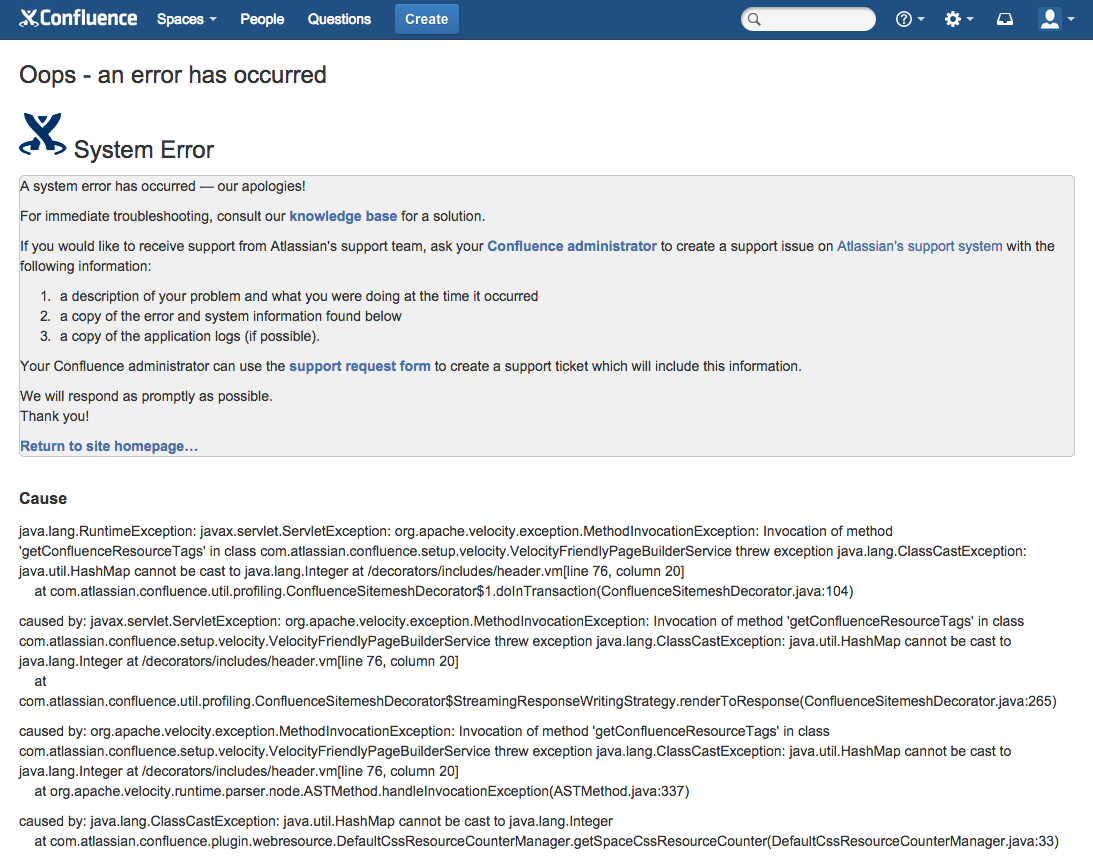 Confluence Spaces People Questions Create
Oops - an error has occurred
System Error
A system error has occurred — our apologies!
For immediate troubleshooting, consult our knowledge base for a solution.
If you would like to receive support from Atlassian's support team, ask your Confluence administrator to create a support issue on Atlassian's support system with the
following information:
1. a description of your problem and what you were doing at the time it occurred
2. a copy of the error and system information found below
3. a copy of the application logs (if possible).
Your Confluence administrator can use the support request form to create a support ticket which will include this information.
We will respond as promptly as possible.
Thank you!
Return to site homepage…
Cause
java.lang.RuntimeException: javax.servlet.ServletException: org.apache.velocity.exception.MethodInvocationException: Invocation of method
'getConfluenceResourceTags' in class com.atlassian.confluence.setup.velocity.VelocityFriendlyPageBuilderService threw exception java.lang.ClassCastException:
java.util.HashMap cannot be cast to java.lang.Integer at /decorators/includes/header.vm[line 76, column 20]
at com.atlassian.confluence.util.profiling.ConfluenceSitemeshDecorator$1.doInTransaction(ConfluenceSitemeshDecorator.java:104)
caused by: javax.servlet.ServletException: org.apache.velocity.exception.MethodInvocationException: Invocation of method 'getConfluenceResourceTags' in class
com.atlassian.confluence.setup.velocity.VelocityFriendlyPageBuilderService threw exception java.lang.ClassCastException: java.util.HashMap cannot be cast to
java.lang.Integer at /decorators/includes/header.vm[line 76, column 20]
at
com.atlassian.confluence.util.profiling.ConfluenceSitemeshDecorator$StreamingResponseWritingStrategy.renderToResponse(ConfluenceSitemeshDecorator.java:265)
caused by: org.apache.velocity.exception.MethodInvocationException: Invocation of method 'getConfluenceResourceTags' in class
com.atlassian.confluence.setup.velocity.VelocityFriendlyPageBuilderService threw exception java.lang.ClassCastException: java.util.HashMap cannot be cast to
java.lang.Integer at /decorators/includes/header.vm[line 76, column 20]
at org.apache.velocity.runtime.parser.node.ASTMethod.handleInvocationException(ASTMethod.java:337)
caused by: java.lang.ClassCastException: java.util.HashMap cannot be cast to java.lang.Integer
at com.atlassian.confluence.plugin.webresource.DefaultCssResourceCounterManager.getSpaceCssResourceCounter(DefaultCssResourceCounterManager.java:33)